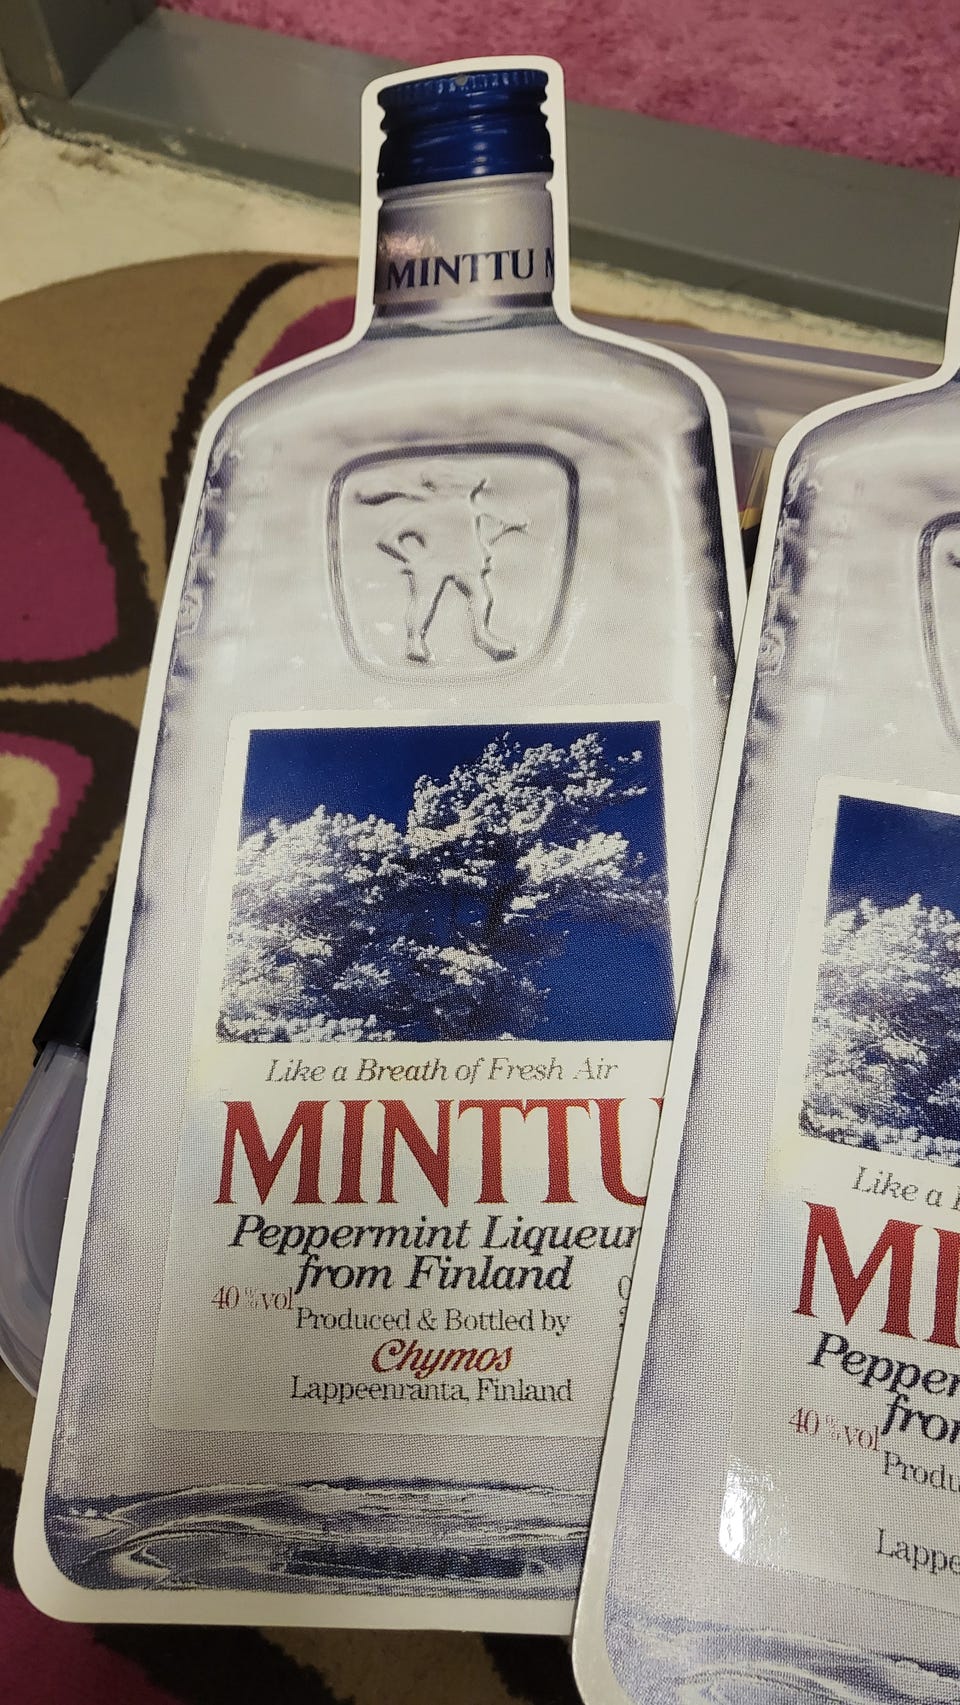 MINTTU M
Like a Breath of Fresh Air
MINTTU
Peppermint Liqueur
from Finland
40 % vol
Produced & Bottled by
Chymos
Lappeenranta, Finland
Like a
MI
Pepper
from
40 % vol
Produ
Lappe